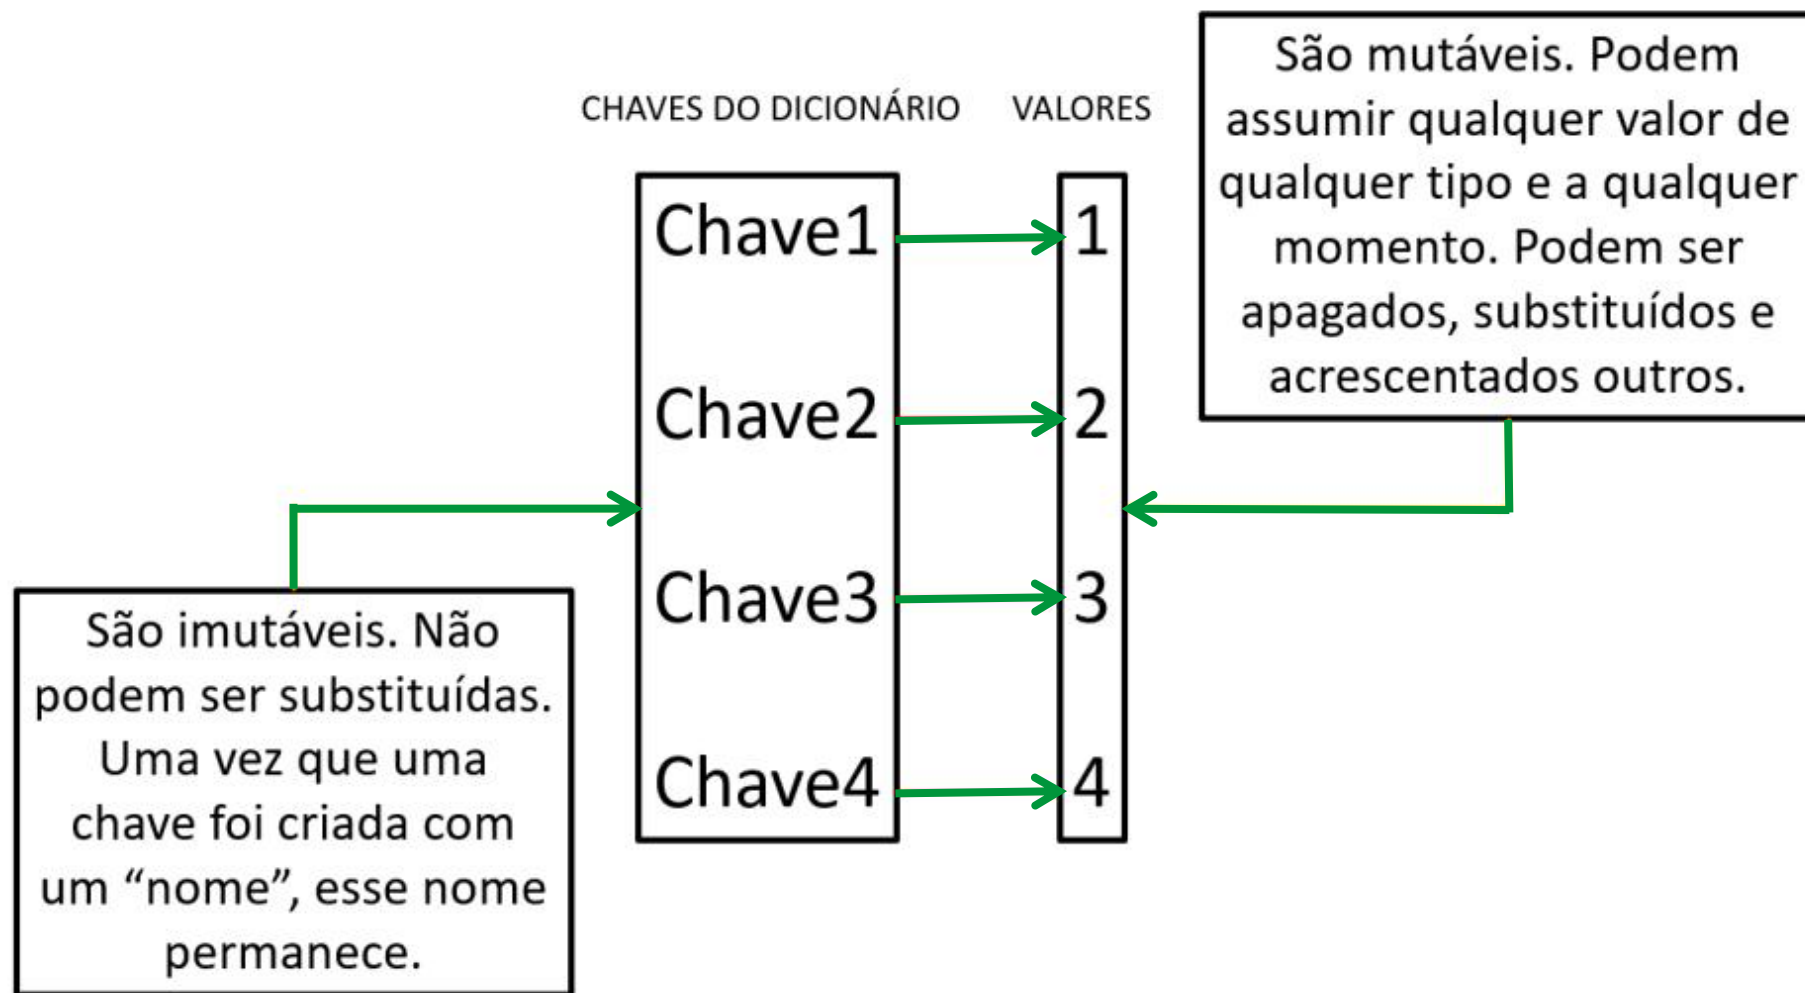 CHAVES DO DICIONÁRIO
VALORES
São mutáveis. Podem
assumir qualquer valor de
qualquer tipo e a qualquer
momento. Podem ser
apagados, substituídos e
acrescentados outros.
Chave1
1
Chave2
2
Chave3
3
Chave4
4
São imutáveis. Não
podem ser substituídas.
Uma vez que uma
chave foi criada com
um “nome”, esse nome
permanece.